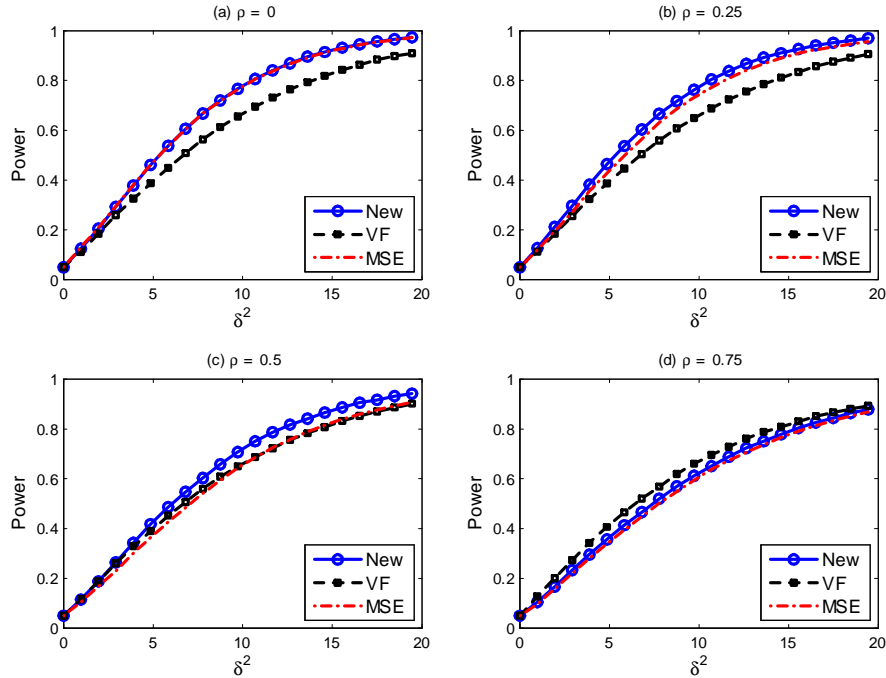 (a) ρ = 0
1
0.8
0.6
0.4
0.2
0
Power
New
VF
MSE
0 5 10 15 20
δ²
(b) ρ = 0.25
1
0.8
0.6
0.4
0.2
0
Power
New
VF
MSE
0 5 10 15 20
δ²
(c) ρ = 0.5
1
0.8
0.6
0.4
0.2
0
Power
New
VF
MSE
0 5 10 15 20
δ²
(d) ρ = 0.75
1
0.8
0.6
0.4
0.2
0
Power
New
VF
MSE
0 5 10 15 20
δ²